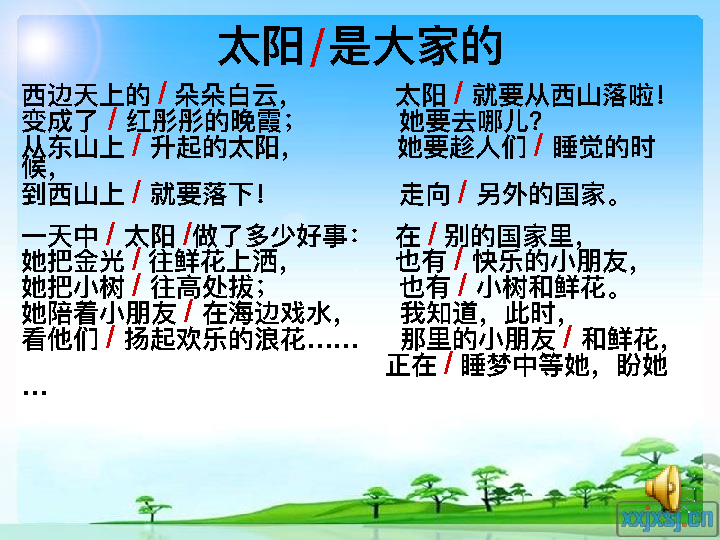 太阳/是大家的
西边天上的 / 朵朵白云，
变成了 / 红彤彤的晚霞；
从东山上 / 升起的太阳，
候，
到西山上 / 就要落下！
一天中 / 太阳 /做了多少好事：
她把金光 / 往鲜花上洒，
她把小树 / 往高处拔；
她陪着小朋友 / 在海边戏水，
看他们 / 扬起欢乐的浪花……
…
太阳 / 就要从西山落啦！
她要去哪儿？
她要趁人们 / 睡觉的时
走向 / 另外的国家。
在 / 别的国家里，
也有 / 快乐的小朋友，
也有 / 小树和鲜花。
我知道，此时，
那里的小朋友 / 和鲜花，
正在 / 睡梦中等她，盼她
xxjxsj.cn